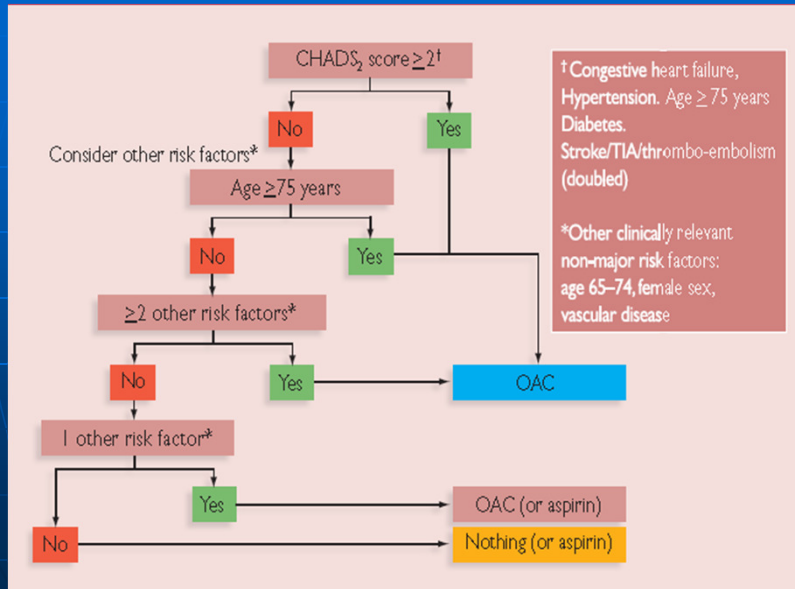 CHADS₂ score ≥2†
No
Yes
Consider other risk factors*
Age ≥75 years
No
Yes
≥2 other risk factors*
No
Yes
OAC
1 other risk factor*
Yes
OAC (or aspirin)
No
Nothing (or aspirin)
† Congestive heart failure,
Hypertension. Age ≥ 75 years
Diabetes.
Stroke/TIA/thrombo-embolism
(doubled)
*Other clinically relevant
non-major risk factors:
age 65–74, female sex,
vascular disease